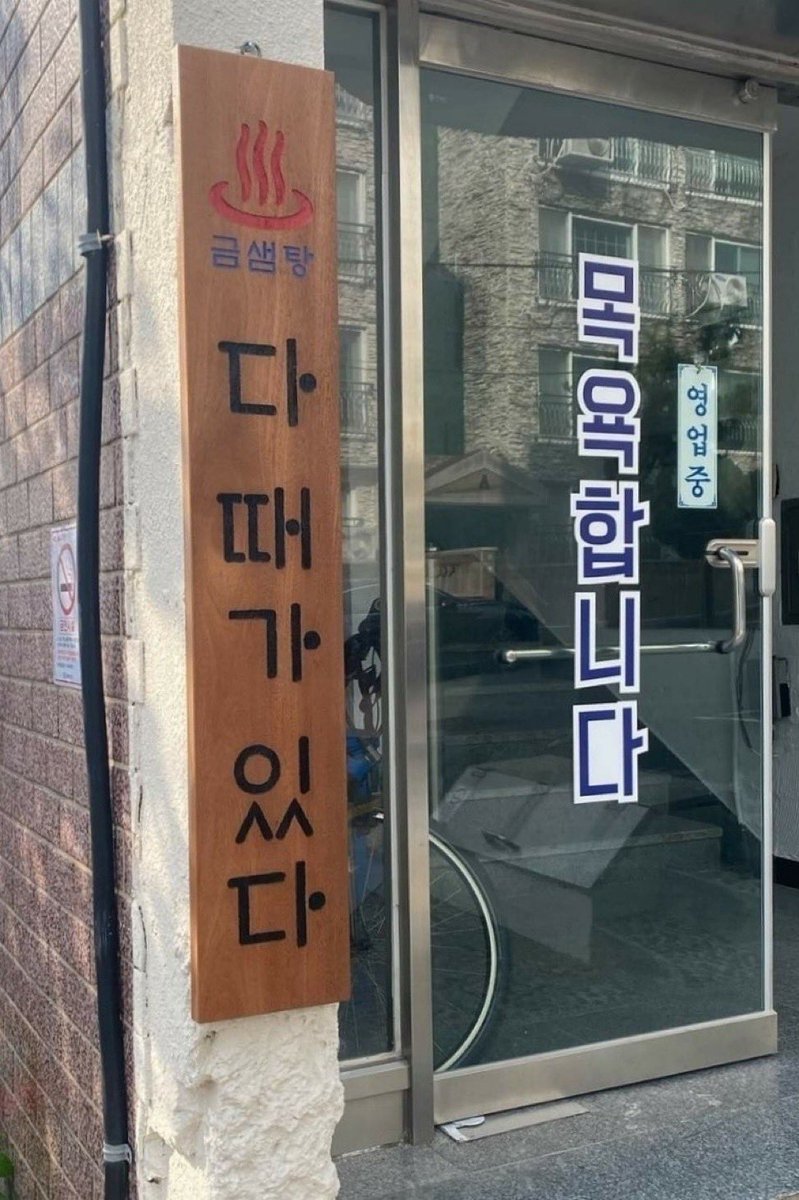 금샘탕
다 때가 있다
목욕합니다
영업중